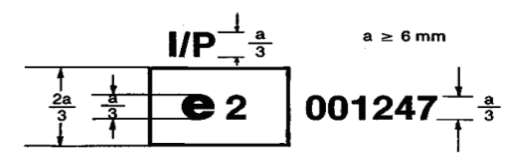 I/P a/3 a ≥ 6 mm
2a/3 a/3 e 2 001247 a/3